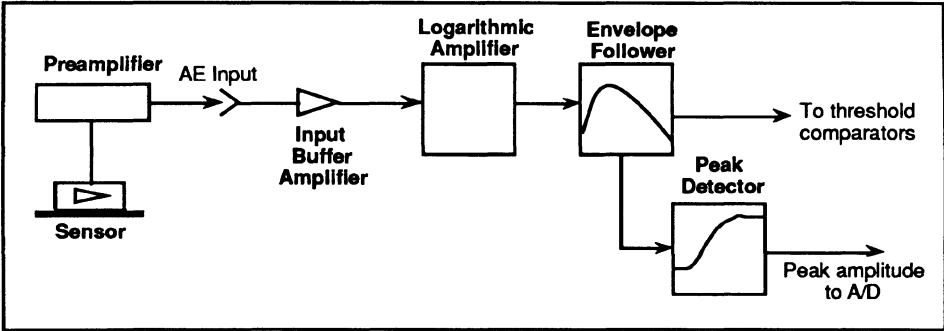 Preamplifier
AE Input
Input
Buffer
Amplifier
Sensor
Logarithmic
Amplifier
Envelope
Follower
To threshold
comparators
Peak
Detector
Peak amplitude
to A/D